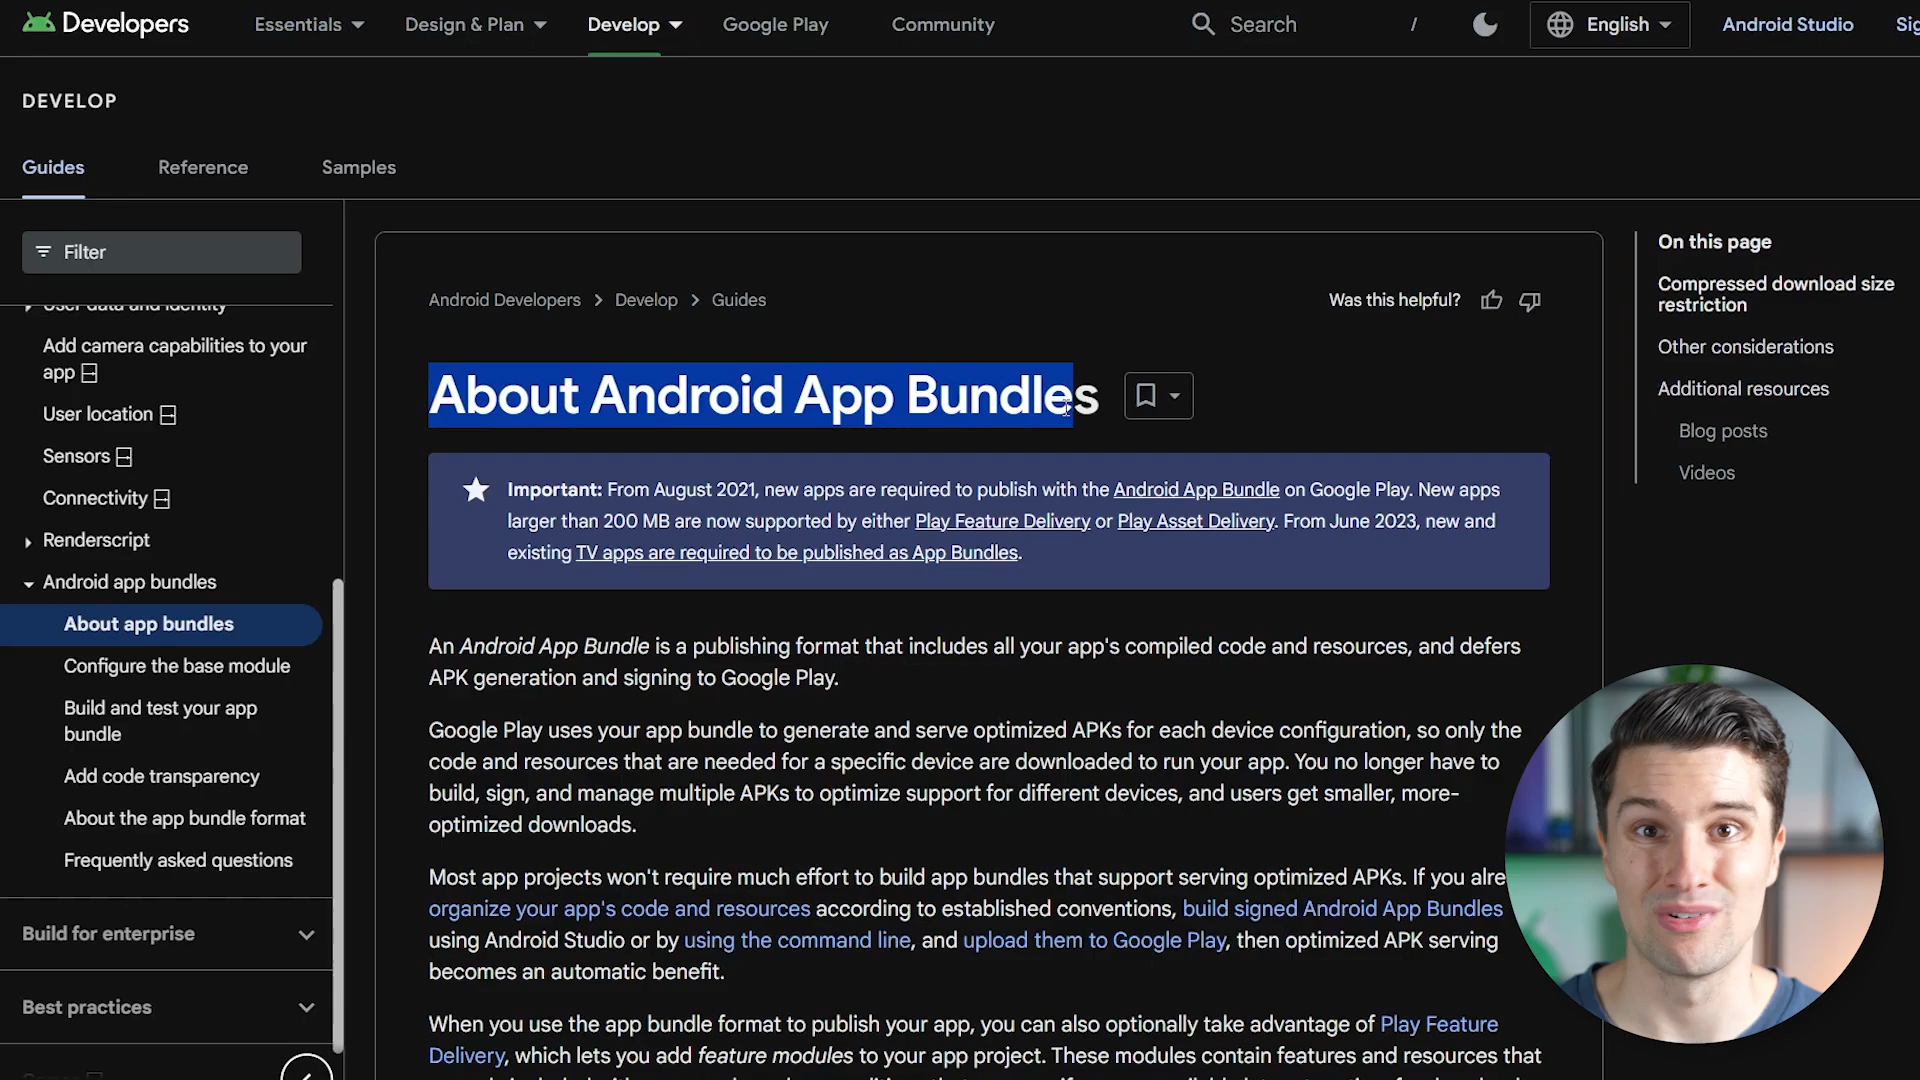 Developers
Essentials
Design & Plan
Develop
Google Play
Community
Search
/
English
Android Studio
DEVELOP
Guides
Reference
Samples
Filter
User data and identity
Add camera capabilities to your
app
User location
Sensors
Connectivity
Renderscript
Android app bundles
About app bundles
Configure the base module
Build and test your app
bundle
Add code transparency
About the app bundle format
Frequently asked questions
Build for enterprise
Best practices
Android Developers > Develop > Guides
Was this helpful?
About Android App Bundles
Important: From August 2021, new apps are required to publish with the Android App Bundle on Google Play. New apps
larger than 200 MB are now supported by either Play Feature Delivery or Play Asset Delivery. From June 2023, new and
existing TV apps are required to be published as App Bundles.
An Android App Bundle is a publishing format that includes all your app's compiled code and resources, and defers
APK generation and signing to Google Play.
Google Play uses your app bundle to generate and serve optimized APKs for each device configuration, so only the
code and resources that are needed for a specific device are downloaded to run your app. You no longer have to
build, sign, and manage multiple APKs to optimize support for different devices, and users get smaller, more-
optimized downloads.
Most app projects won't require much effort to build app bundles that support serving optimized APKs. If you alre
organize your app's code and resources according to established conventions, build signed Android App Bundles
using Android Studio or by using the command line, and upload them to Google Play, then optimized APK serving
becomes an automatic benefit.
When you use the app bundle format to publish your app, you can also optionally take advantage of Play Feature
Delivery, which lets you add feature modules to your app project. These modules contain features and resources that
On this page
Compressed download size
restriction
Other considerations
Additional resources
Blog posts
Videos